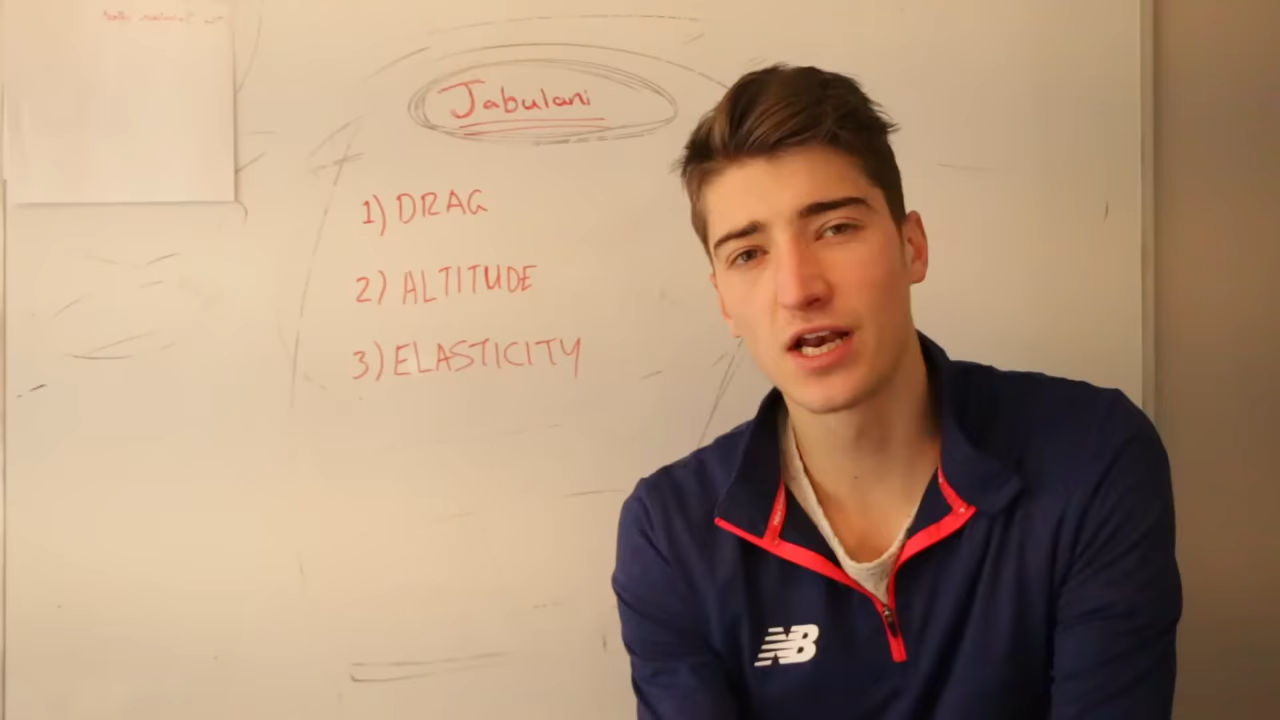 Jabulani
1) DRAG
2) ALTITUDE
3) ELASTICITY
NB